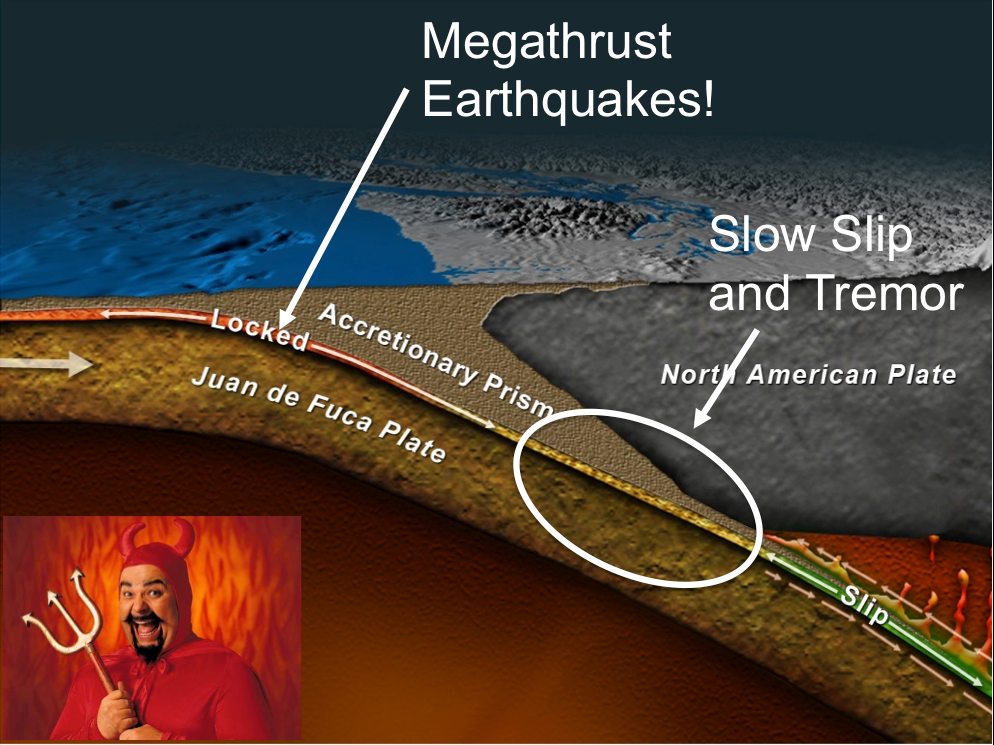 Megathrust
Earthquakes!
Slow Slip
and Tremor
Locked
Accretionary Prism
North American Plate
Juan de Fuca Plate
Slip